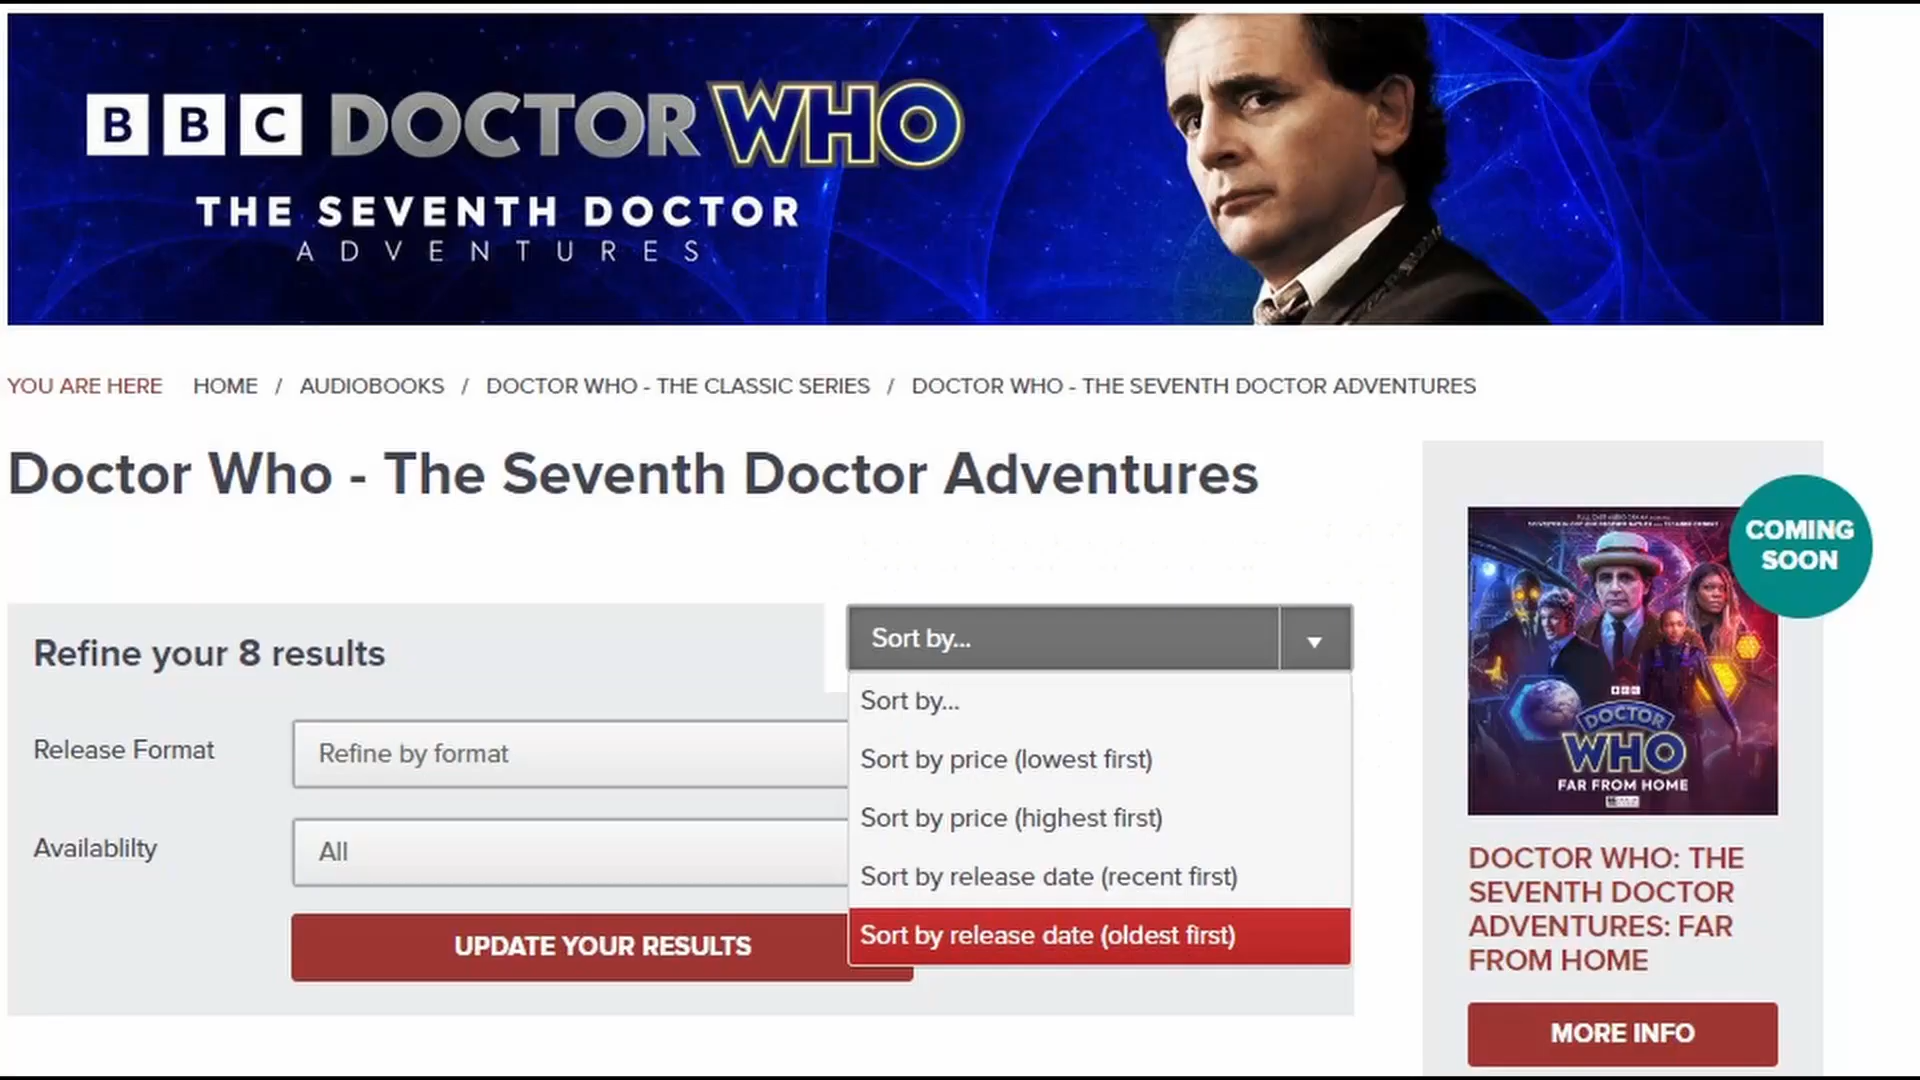 BBC DOCTOR WHO
THE SEVENTH DOCTOR
ADVENTURES
YOU ARE HERE HOME / AUDIOBOOKS / DOCTOR WHO - THE CLASSIC SERIES / DOCTOR WHO - THE SEVENTH DOCTOR ADVENTURES
Doctor Who - The Seventh Doctor Adventures
Refine your 8 results
Release Format
Refine by format
Availablilty
All
UPDATE YOUR RESULTS
Sort by...
Sort by...
Sort by price (lowest first)
Sort by price (highest first)
Sort by release date (recent first)
Sort by release date (oldest first)
COMING
SOON
BBC
DOCTOR
WHO
FAR FROM HOME
DOCTOR WHO: THE
SEVENTH DOCTOR
ADVENTURES: FAR
FROM HOME
MORE INFO